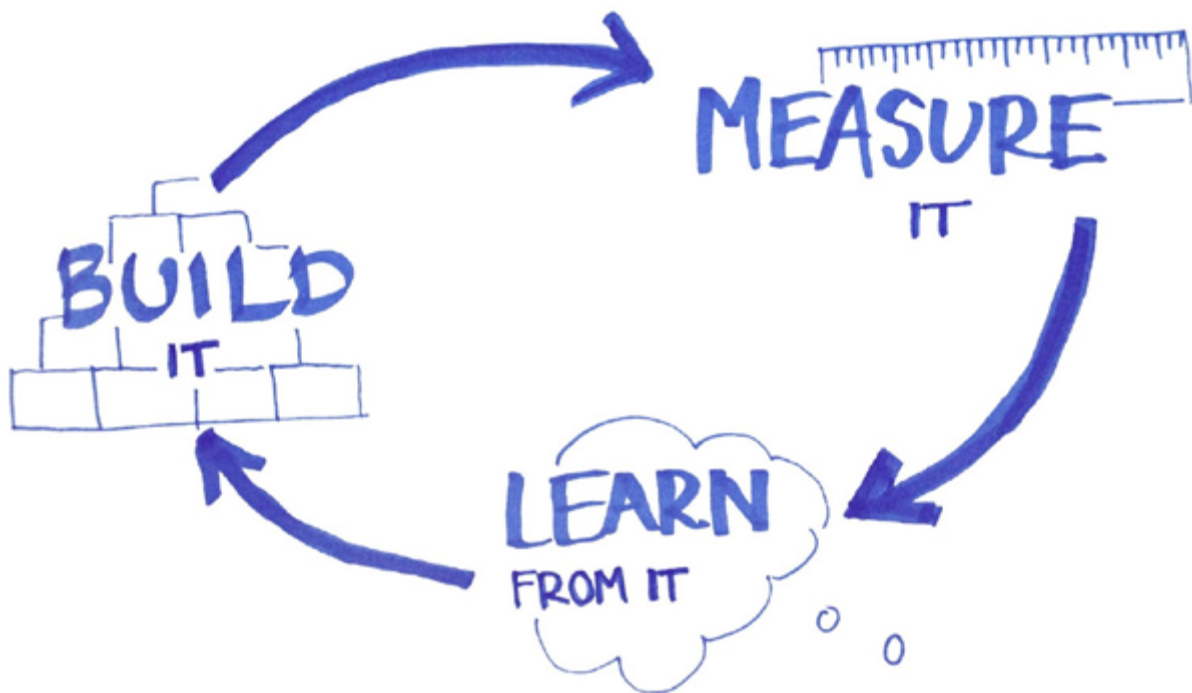 BUILD
IT
MEASURE
IT
LEARN
FROM IT